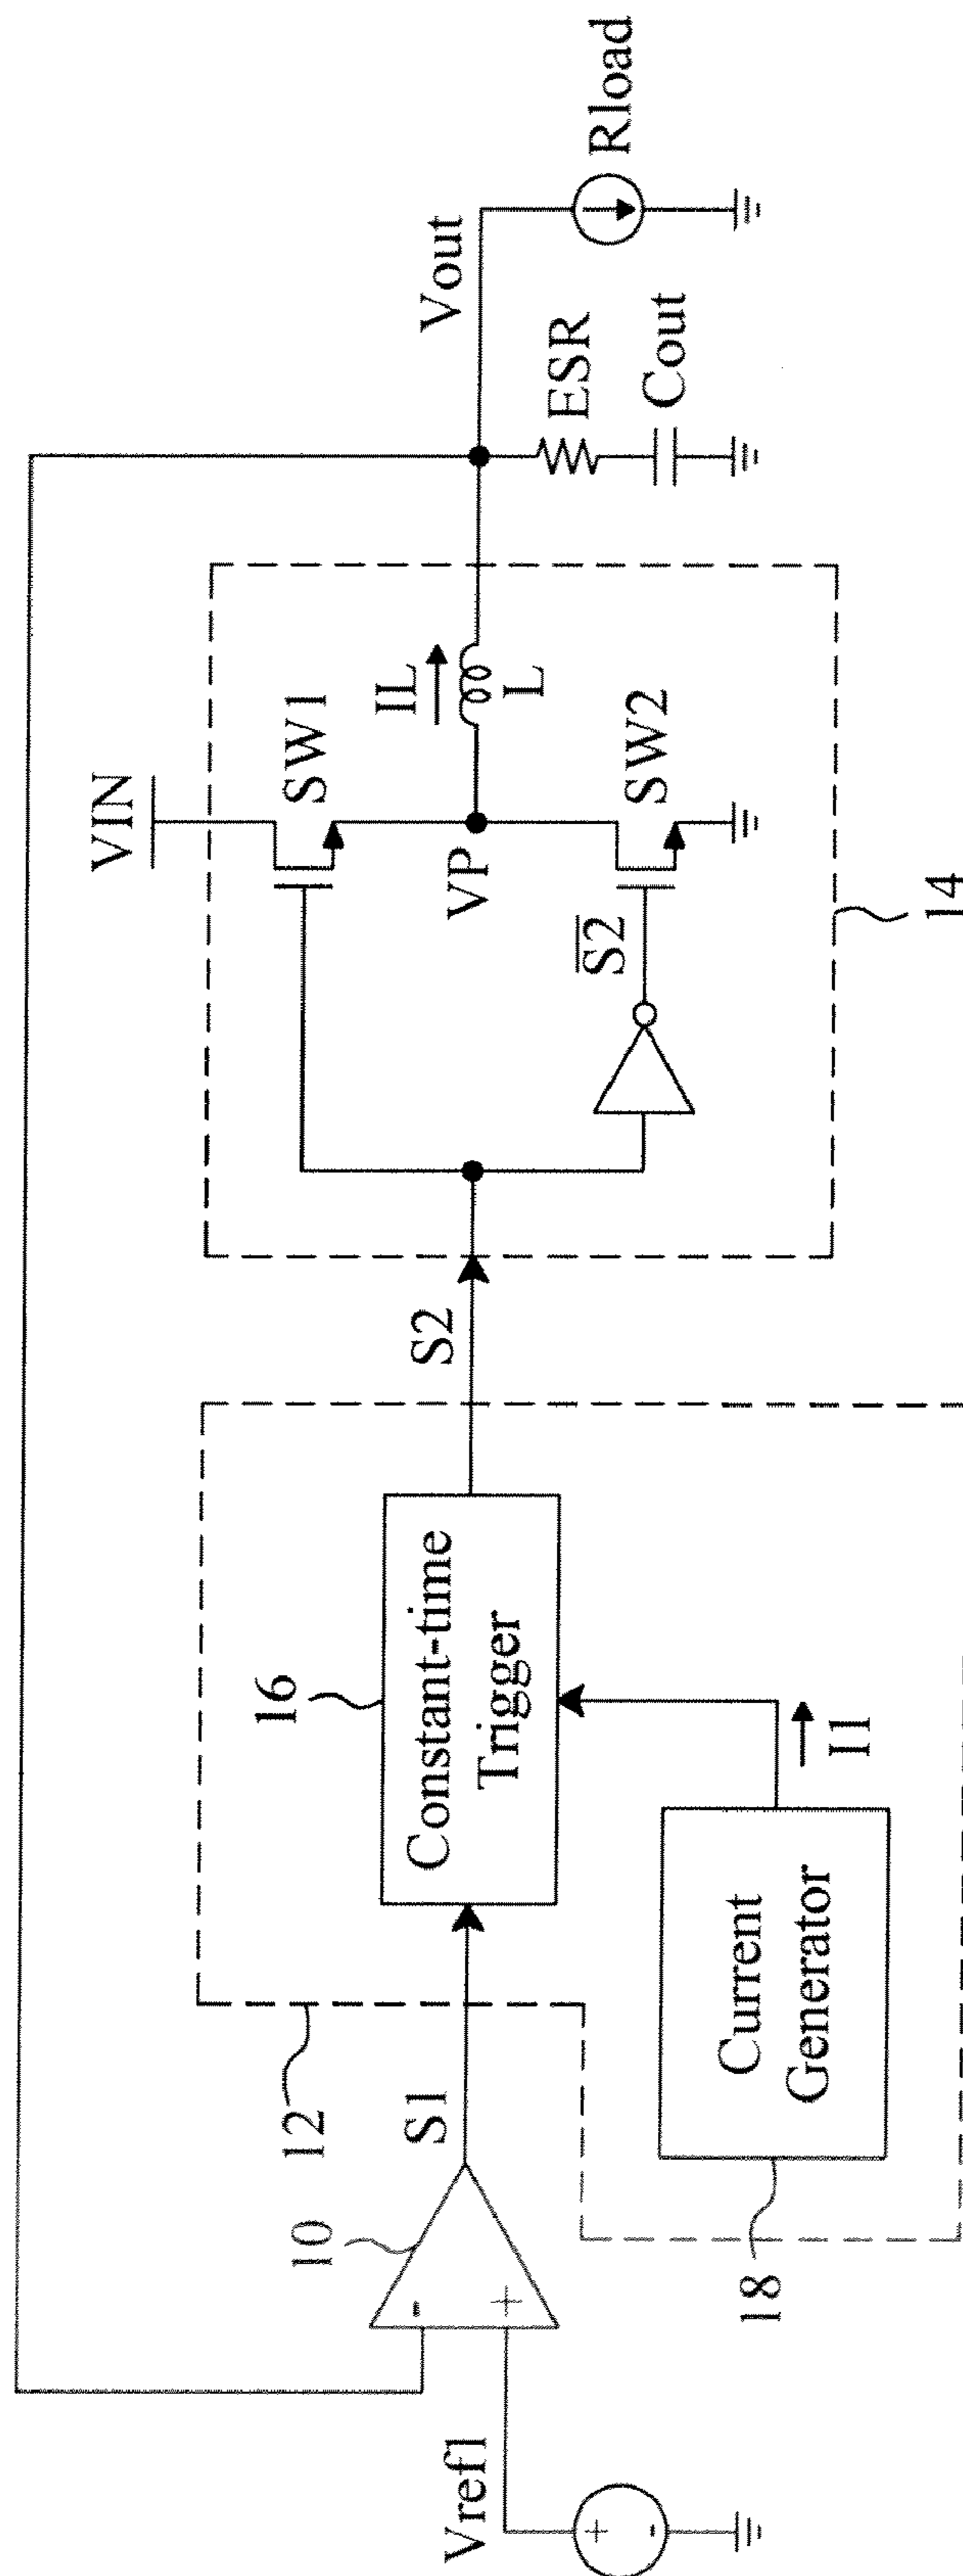 Vref1
+
-
10
-
+
S1
12
16
Constant-time
Trigger
18
Current
Generator
I1
S2
S2
14
VIN
SW1
VP
SW2
IL
L
Vout
ESR
Cout
Rload